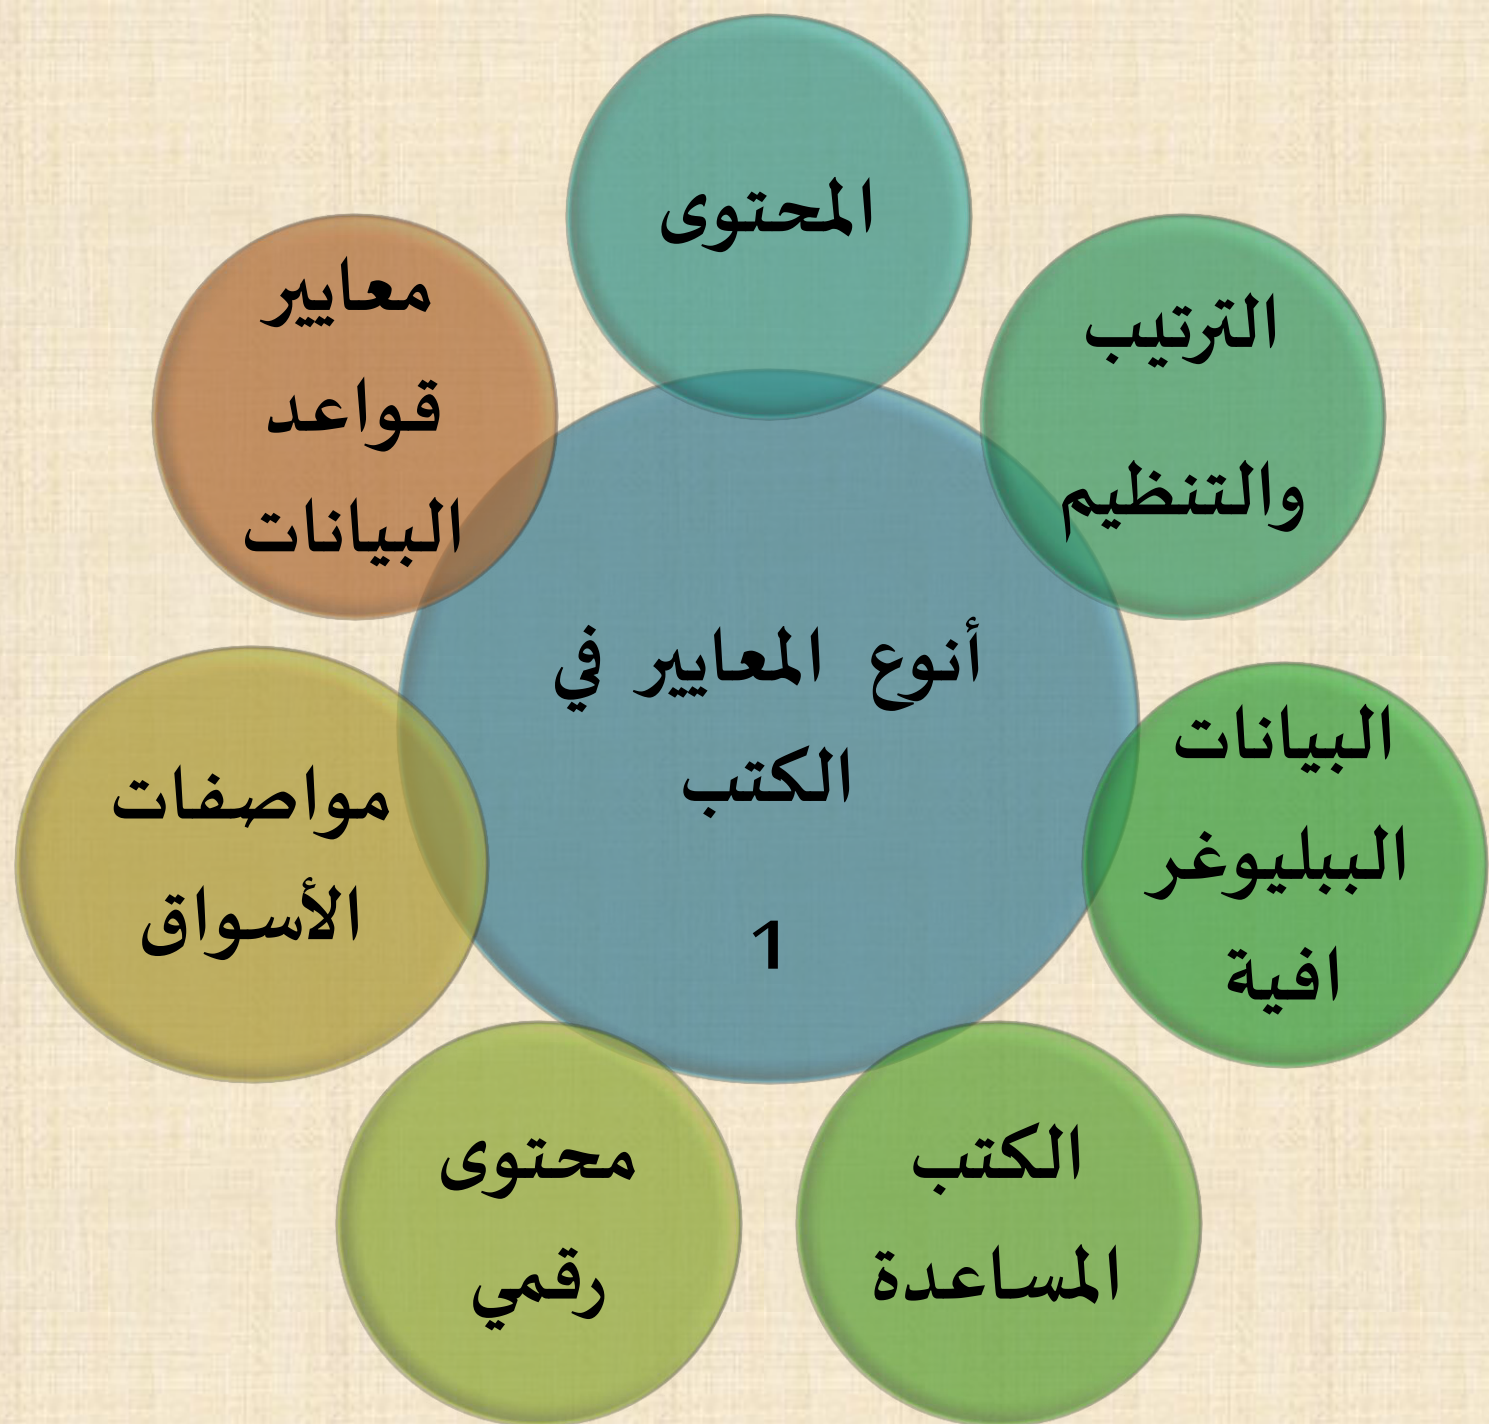 المحتوى
الترتيب
والتنظيم
البيانات
الببليوغر
افية
الكتب
المساعدة
محتوى
رقمي
مواصفات
الأسواق
معايير
قواعد
البيانات
أنوع المعايير في
الكتب
1